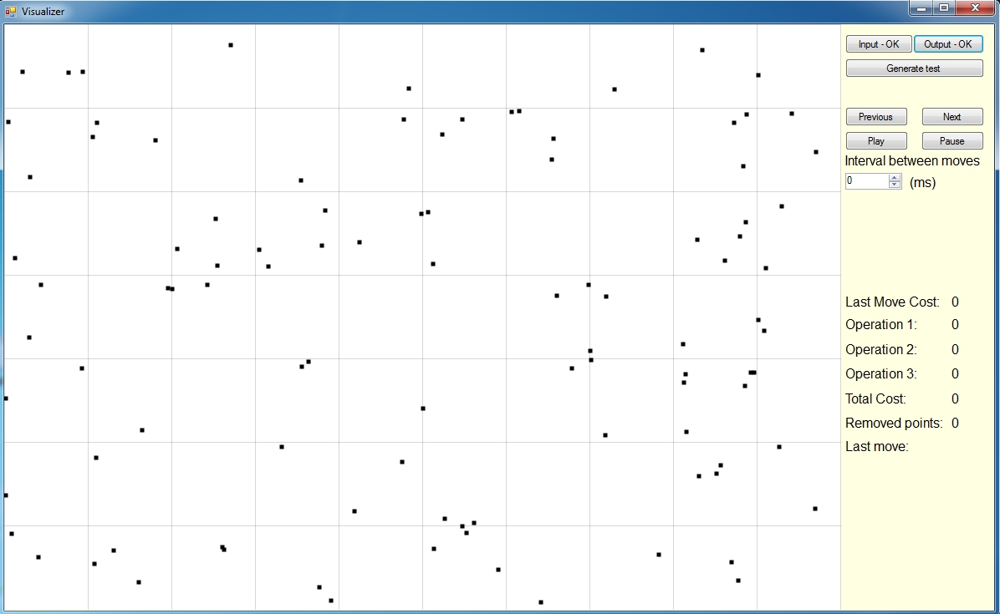 Visualizer
Input - OK Output - OK
Generate test
Previous Next
Play Pause
Interval between moves
0 (ms)
Last Move Cost: 0
Operation 1: 0
Operation 2: 0
Operation 3: 0
Total Cost: 0
Removed points: 0
Last move: